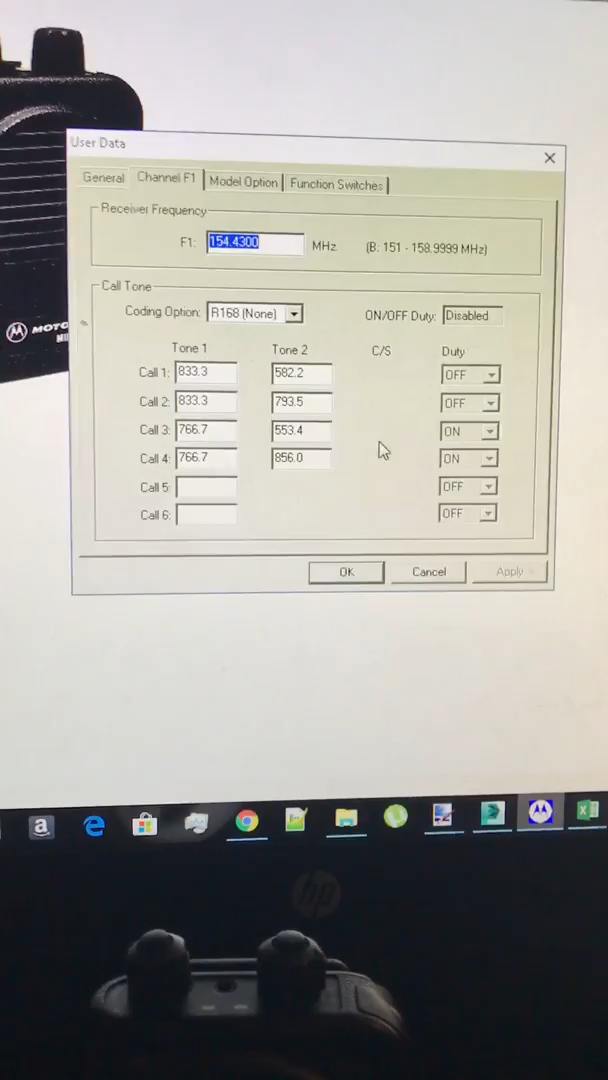 User Data
General Channel F1 Model Option Function Switches
Receiver Frequency
F1: 154.4300 MHz (B: 151 - 158.9999 MHz)
Call Tone
Coding Option: R168 (None) ON/OFF Duty: Disabled
Tone 1 Tone 2 C/S Duty
Call 1: 833.3 582.2 OFF
Call 2: 833.3 793.5 OFF
Call 3: 766.7 553.4 ON
Call 4: 766.7 856.0 ON
Call 5: OFF
Call 6: OFF
OK Cancel Apply
hp